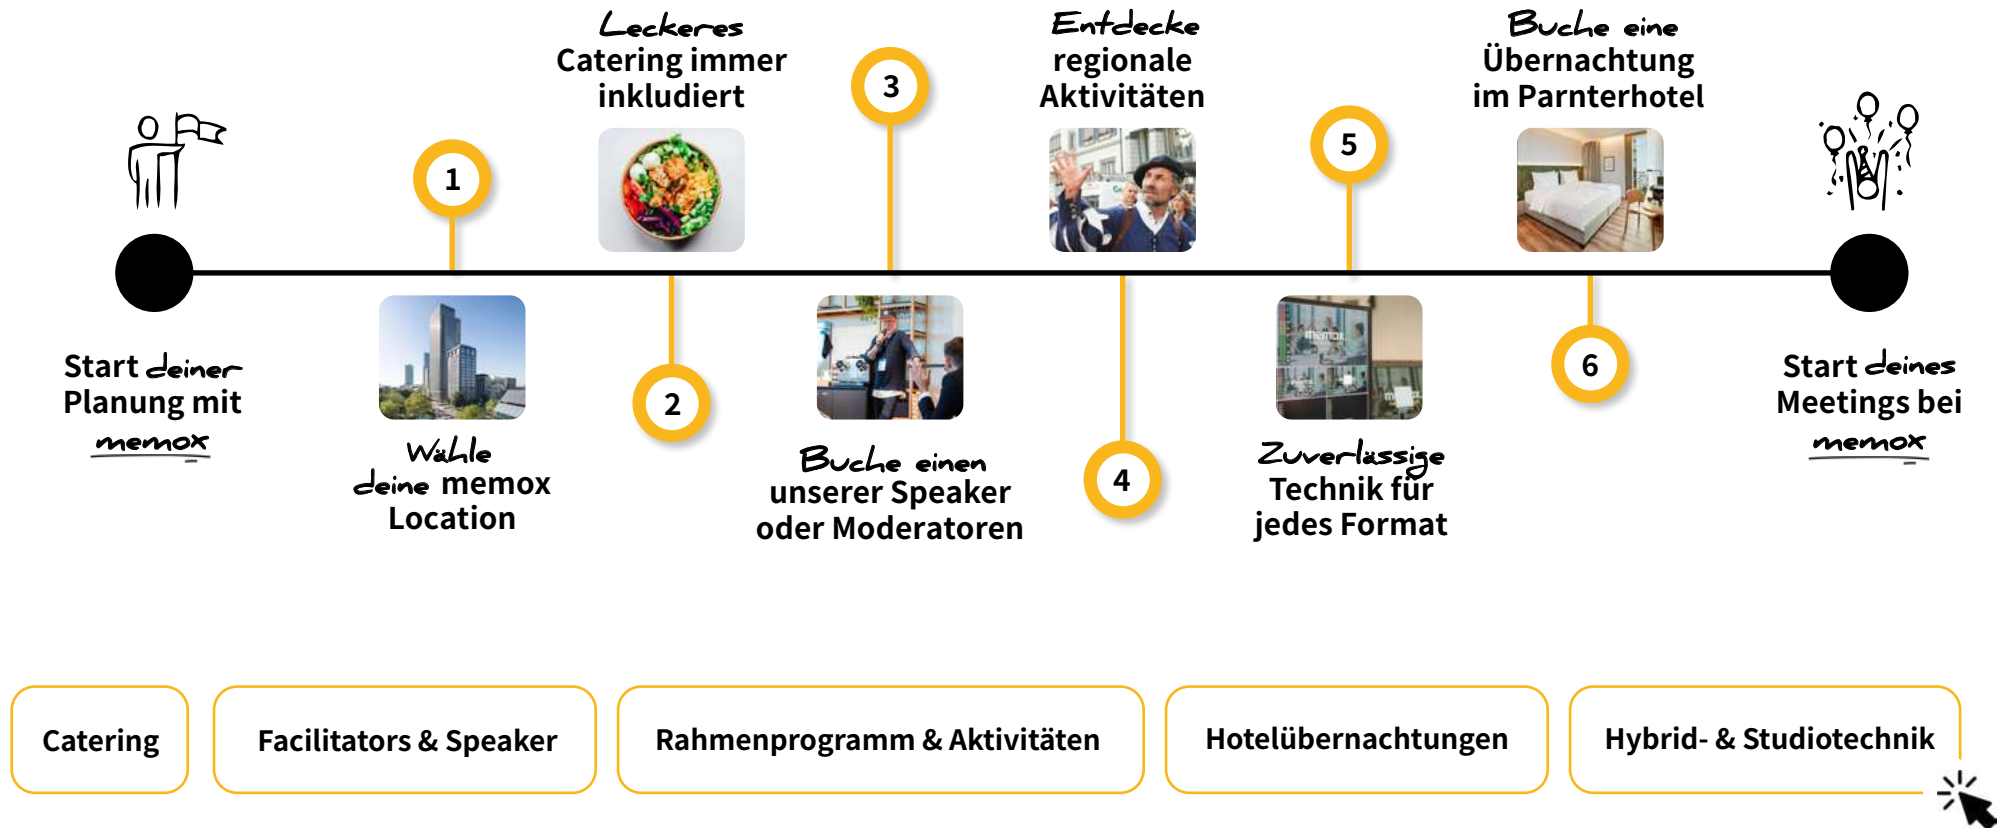 Start deiner
Planung mit
memox
1
Wähle
deine memox
Location
Leckeres
Catering immer
inkludiert
2
3
Buche einen
unserer Speaker
oder Moderatoren
Entdecke
regionale
Aktivitäten
4
5
Zuverlässige
Technik für
jedes Format
Buche eine
Übernachtung
im Parnterhotel
6
Start deines
Meetings bei
memox
memox
Catering
Facilitators & Speaker
Rahmenprogramm & Aktivitäten
Hotelübernachtungen
Hybrid- & Studiotechnik